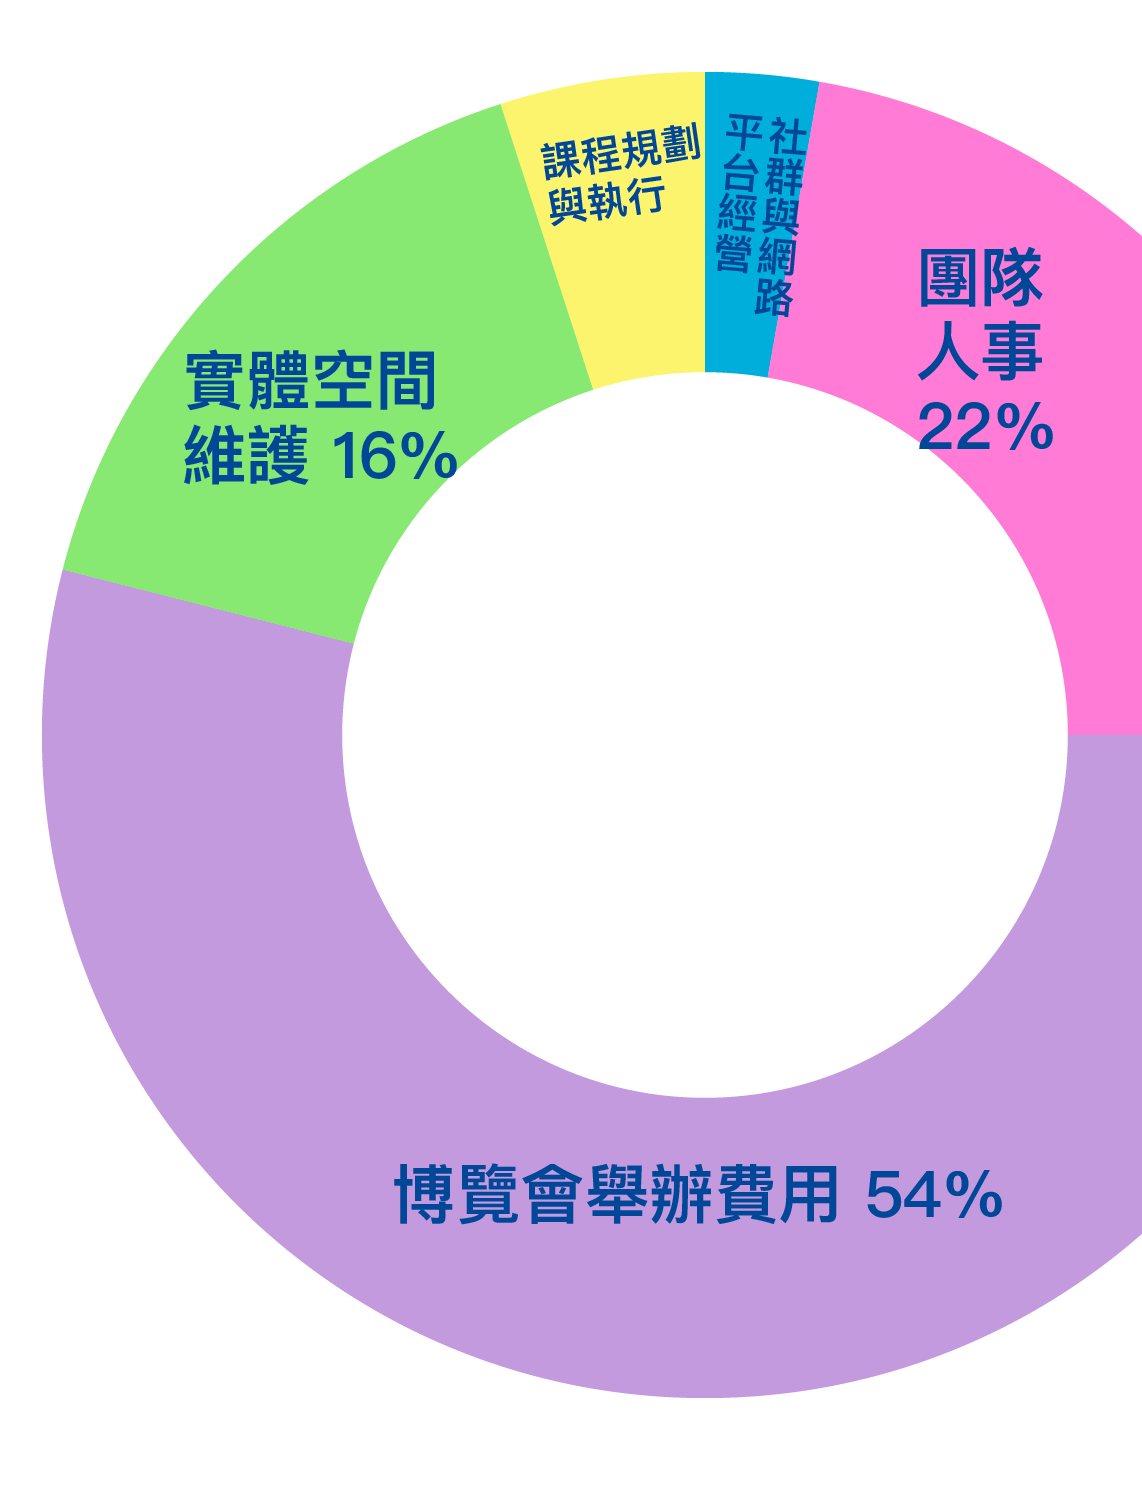 課程規劃
與執行
社群與網路
平台經營
團隊
人事
22%
實體空間
維護 16%
博覽會舉辦費用 54%